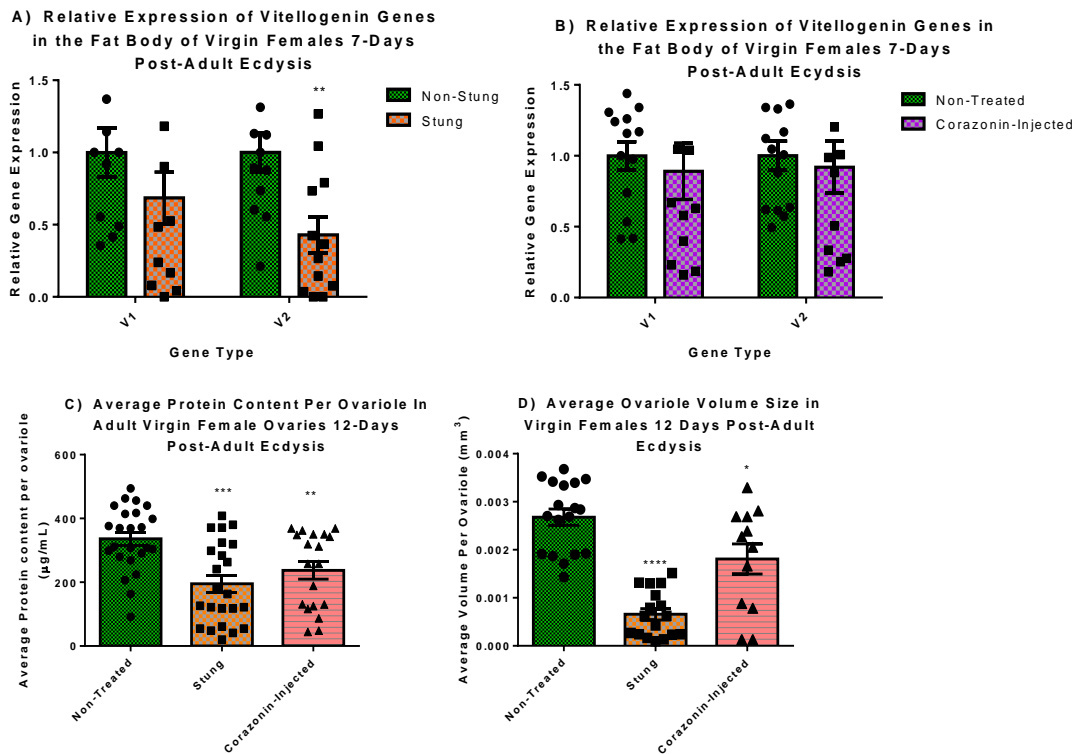 A) Relative Expression of Vitellogenin Genes
in the Fat Body of Virgin Females 7-Days
Post-Adult Ecdysis
Relative Gene Expression
1.5
1.0
0.5
0.0
**
Non-Stung
Stung
V1
V2
Gene Type
B) Relative Expression of Vitellogenin Genes in
the Fat Body of Virgin Females 7-Days
Post-Adult Ecydsis
Relative Gene Expression
1.5
1.0
0.5
0.0
Non-Treated
Corazonin-Injected
V1
V2
Gene Type
C) Average Protein Content Per Ovariole In
Adult Virgin Female Ovaries 12-Days
Post-Adult Ecdysis
Average Protein content per ovariole
(µg/mL)
600
400
200
0
***
**
Non-Treated
Stung
Corazonin-Injected
D) Average Ovariole Volume Size in
Virgin Females 12 Days Post-Adult
Ecdysis
Average Volume Per Ovariole (mm³)
0.004
0.003
0.002
0.001
0.000
****
*
Non-Treated
Stung
Corazonin-Injected